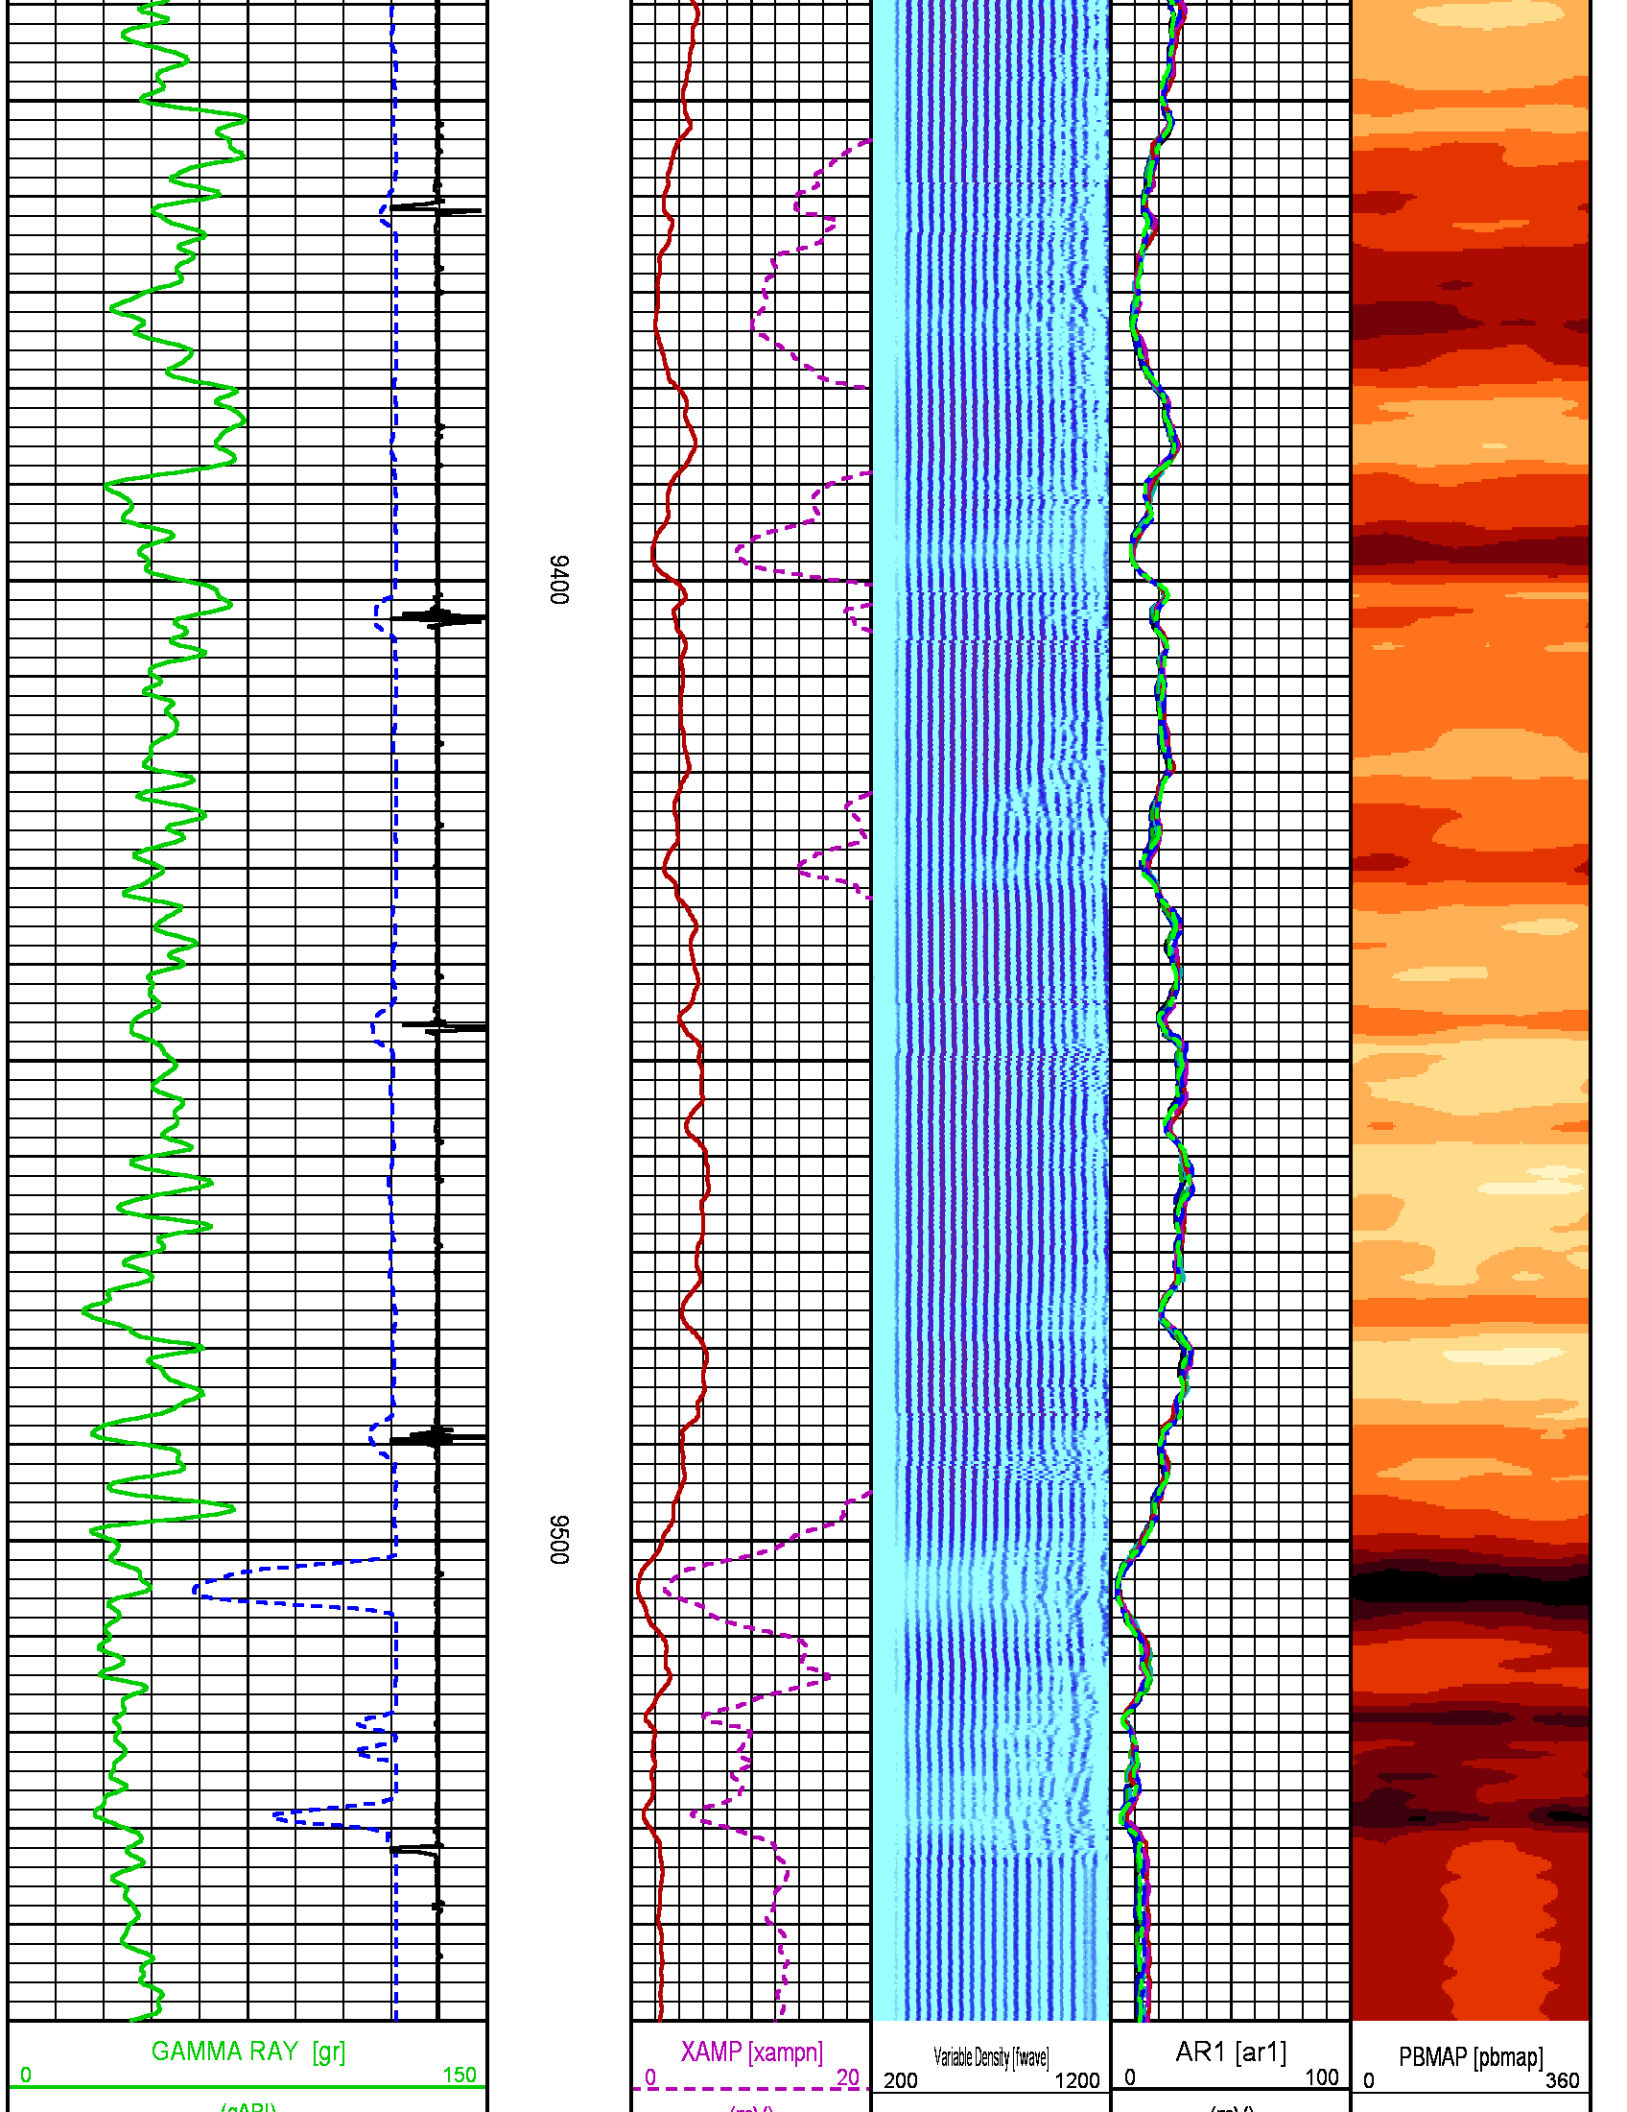 9400
9500
GAMMA RAY [gr]
0 150
XAMP [xampn]
0 20
Variable Density [fwave]
200 1200
AR1 [ar1]
0 100
PBMAP [pbmap]
0 360